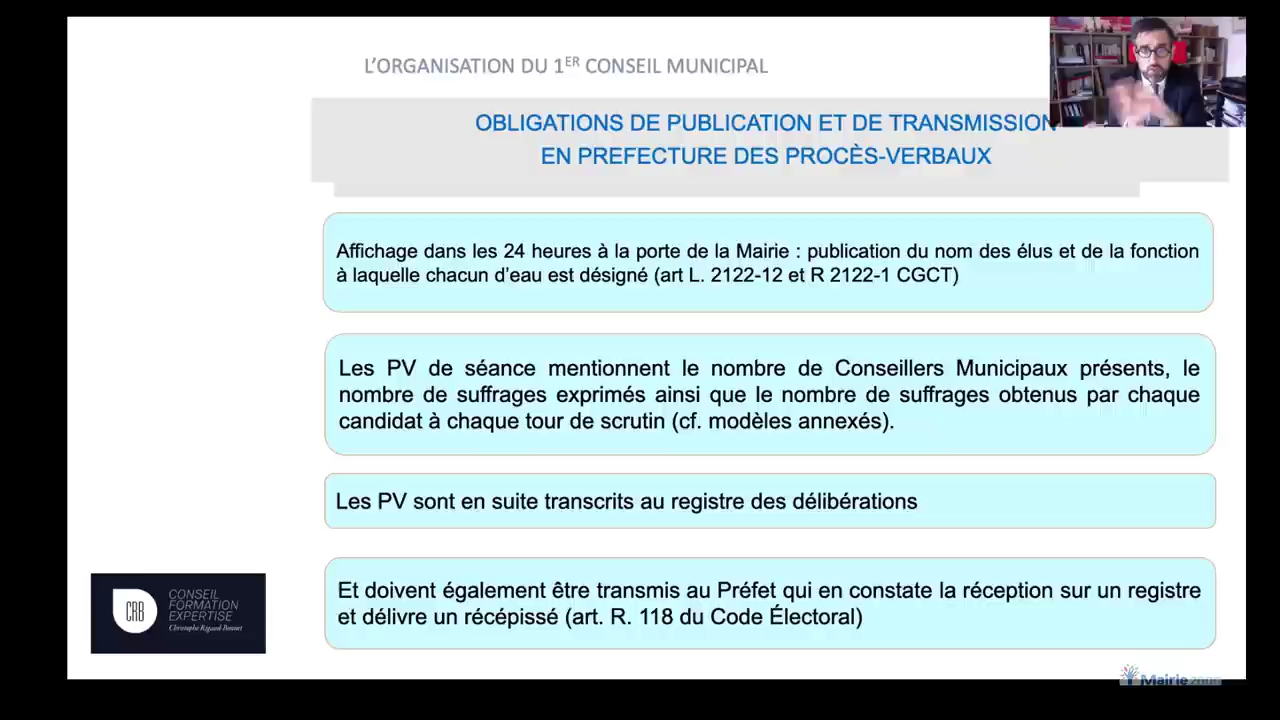 L'ORGANISATION DU 1ER CONSEIL MUNICIPAL
OBLIGATIONS DE PUBLICATION ET DE TRANSMISSION
EN PREFECTURE DES PROCÈS-VERBAUX
Affichage dans les 24 heures à la porte de la Mairie : publication du nom des élus et de la fonction
à laquelle chacun d'eau est désigné (art L. 2122-12 et R 2122-1 CGCT)
Les PV de séance mentionnent le nombre de Conseillers Municipaux présents, le
nombre de suffrages exprimés ainsi que le nombre de suffrages obtenus par chaque
candidat à chaque tour de scrutin (cf. modèles annexés).
Les PV sont en suite transcrits au registre des délibérations
Et doivent également être transmis au Préfet qui en constate la réception sur un registre
et délivre un récépissé (art. R. 118 du Code Électoral)
CRB
CONSEIL
FORMATION
EXPERTISE
Christophe Rigaud Bonnet
Mairie2000